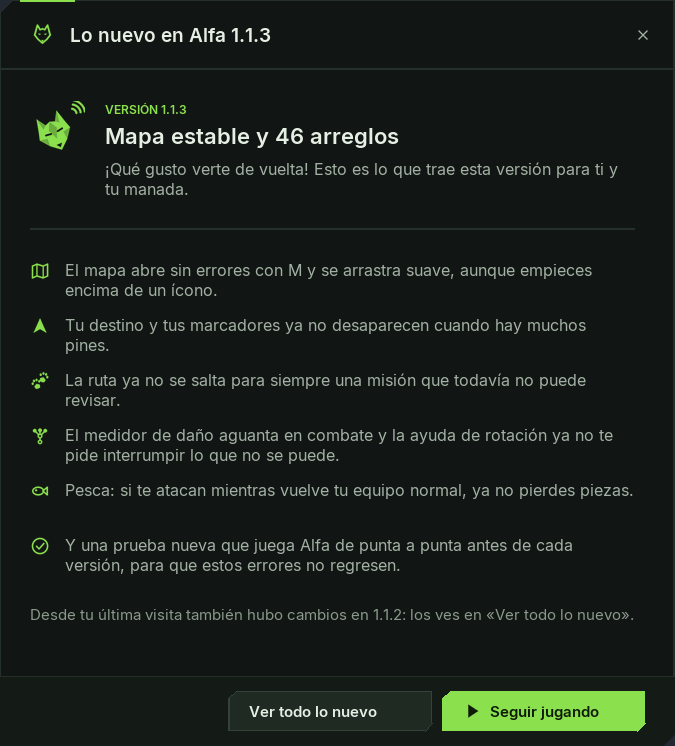 Lo nuevo en Alfa 1.1.3
VERSIÓN 1.1.3
Mapa estable y 46 arreglos
¡Qué gusto verte de vuelta! Esto es lo que trae esta versión para ti y
tu manada.
El mapa abre sin errores con M y se arrastra suave, aunque empieces
encima de un ícono.
Tu destino y tus marcadores ya no desaparecen cuando hay muchos
pines.
La ruta ya no se salta para siempre una misión que todavía no puede
revisar.
El medidor de daño aguanta en combate y la ayuda de rotación ya no te
pide interrumpir lo que no se puede.
Pesca: si te atacan mientras vuelve tu equipo normal, ya no pierdes piezas.
Y una prueba nueva que juega Alfa de punta a punta antes de cada
versión, para que estos errores no regresen.
Desde tu última visita también hubo cambios en 1.1.2: los ves en «Ver todo lo nuevo».
Ver todo lo nuevo
Seguir jugando